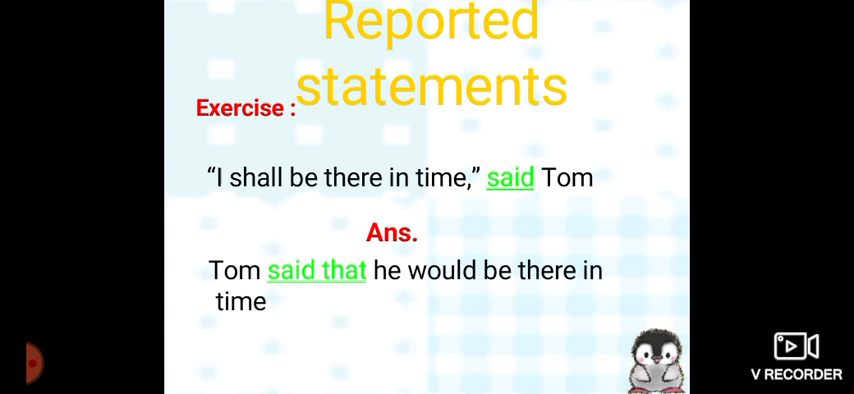 Reported
statements
Exercise :
“I shall be there in time,” said Tom
Ans.
Tom said that he would be there in
time
V RECORDER